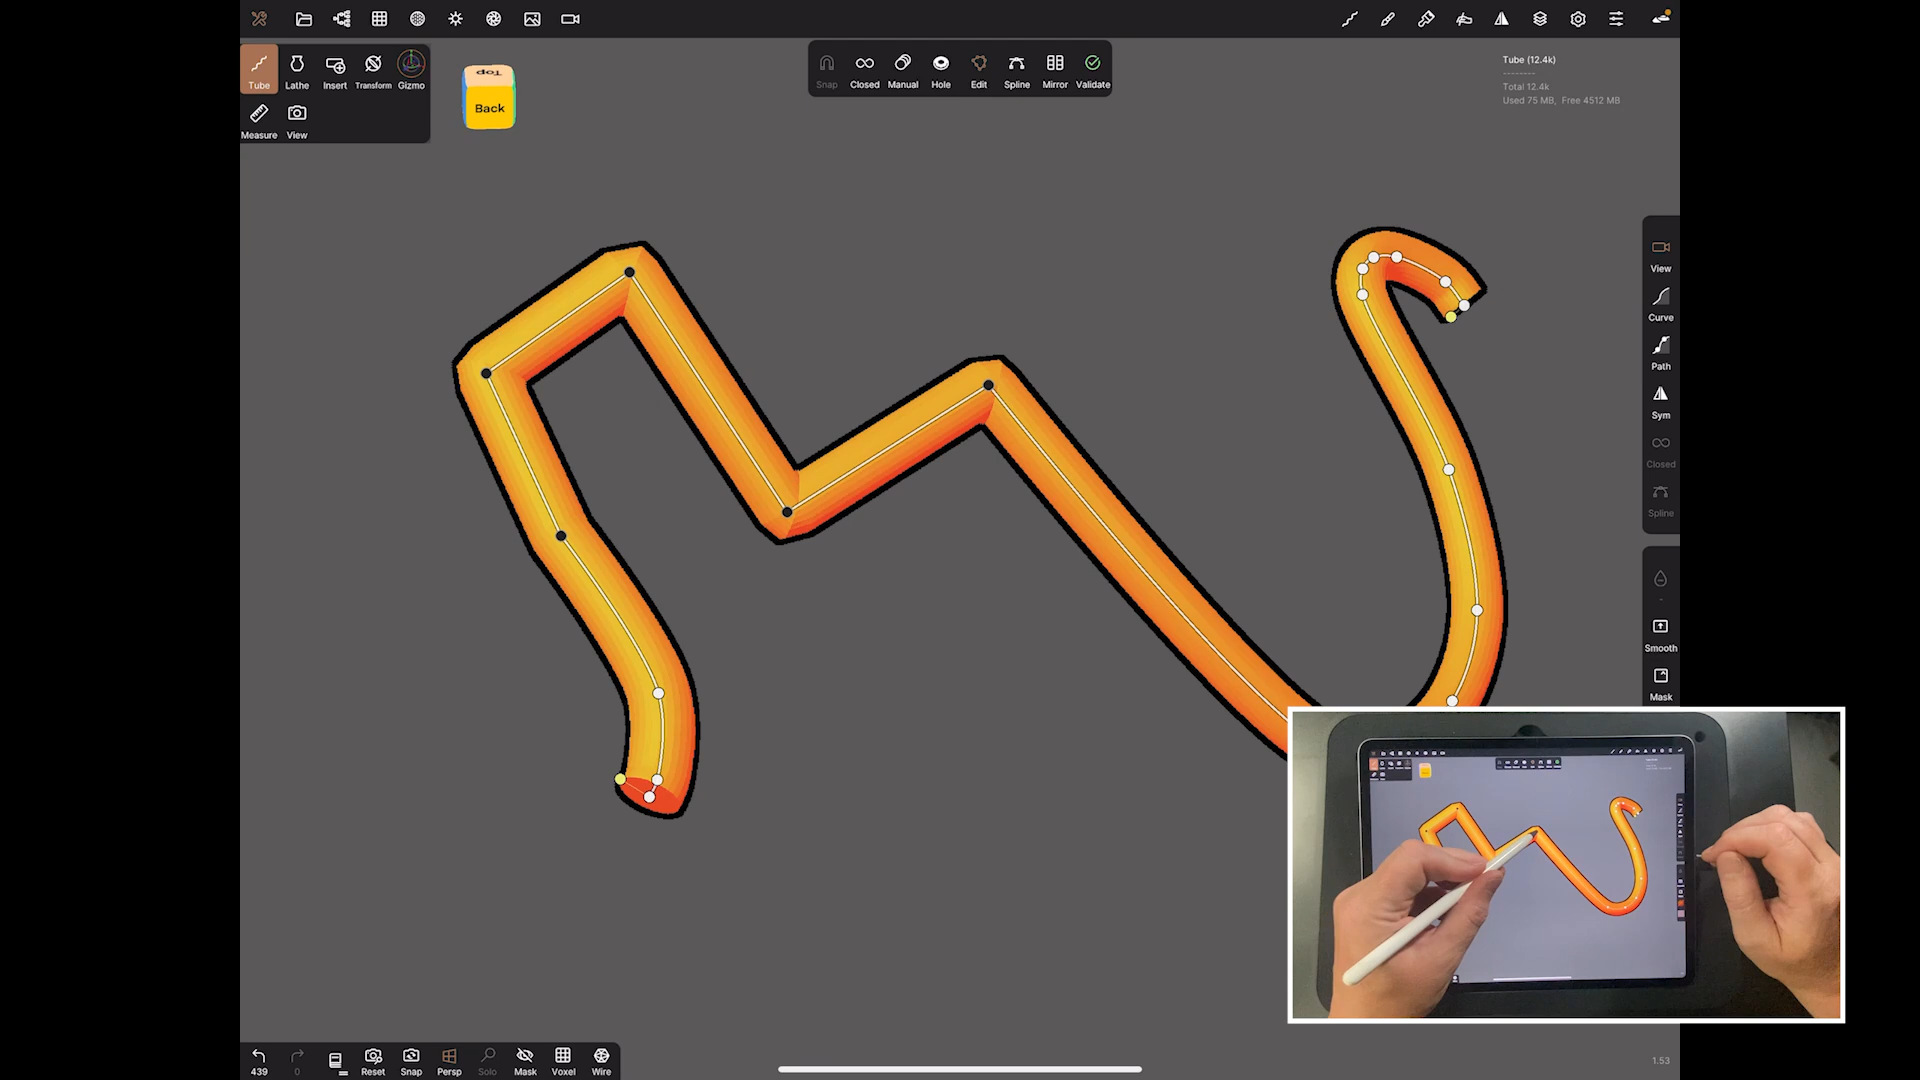 Tube
Lathe
Insert
Transform
Gizmo
Measure
View
Top
Back
Snap
Closed
Manual
Hole
Edit
Spline
Mirror
Validate
Tube (12.4k)
--------
Total 12.4k
Used 75 MB, Free 4512 MB
View
Curve
Path
Sym
Closed
Spline
-
Smooth
Mask
439
0
Reset
Snap
Persp
Solo
Mask
Voxel
Wire
1.53